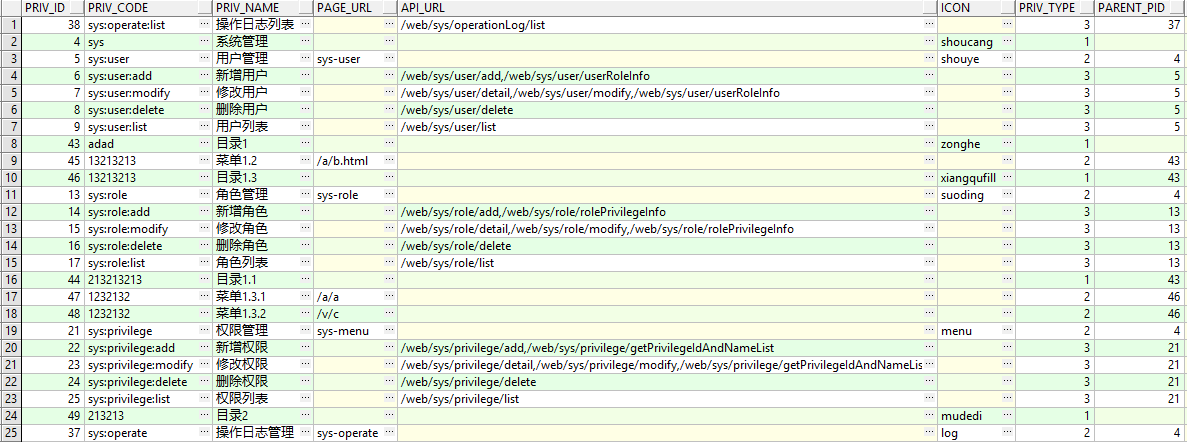 PRIV_ID PRIV_CODE PRIV_NAME PAGE_URL API_URL ICON PRIV_TYPE PARENT_PID
1 38 sys:operate:list 操作日志列表 /web/sys/operationLog/list 3 37
2 4 sys 系统管理 shoucang 1
3 5 sys:user 用户管理 sys-user shouye 2 4
4 6 sys:user:add 新增用户 /web/sys/user/add,/web/sys/user/userRoleInfo 3 5
5 7 sys:user:modify 修改用户 /web/sys/user/detail,/web/sys/user/modify,/web/sys/user/userRoleInfo 3 5
6 8 sys:user:delete 删除用户 /web/sys/user/delete 3 5
7 9 sys:user:list 用户列表 /web/sys/user/list 3 5
8 43 adad 目录1 zonghe 1
9 45 13213213 菜单1.2 /a/b.html 2 43
10 46 13213213 目录1.3 xiangqufill 1 43
11 13 sys:role 角色管理 sys-role suoding 2 4
12 14 sys:role:add 新增角色 /web/sys/role/add,/web/sys/role/rolePrivilegeInfo 3 13
13 15 sys:role:modify 修改角色 /web/sys/role/detail,/web/sys/role/modify,/web/sys/role/rolePrivilegeInfo 3 13
14 16 sys:role:delete 删除角色 /web/sys/role/delete 3 13
15 17 sys:role:list 角色列表 /web/sys/role/list 3 13
16 44 213213213 目录1.1 1 43
17 47 1232132 菜单1.3.1 /a/a 2 46
18 48 1232132 菜单1.3.2 /v/c 2 46
19 21 sys:privilege 权限管理 sys-menu menu 2 4
20 22 sys:privilege:add 新增权限 /web/sys/privilege/add,/web/sys/privilege/getPrivilegeIdAndNameList 3 21
21 23 sys:privilege:modify 修改权限 /web/sys/privilege/detail,/web/sys/privilege/modify,/web/sys/privilege/getPrivilegeIdAndNameLis 3 21
22 24 sys:privilege:delete 删除权限 /web/sys/privilege/delete 3 21
23 25 sys:privilege:list 权限列表 /web/sys/privilege/list 3 21
24 49 213213 目录2 mudedi 1
25 37 sys:operate 操作日志管理 sys-operate log 2 4